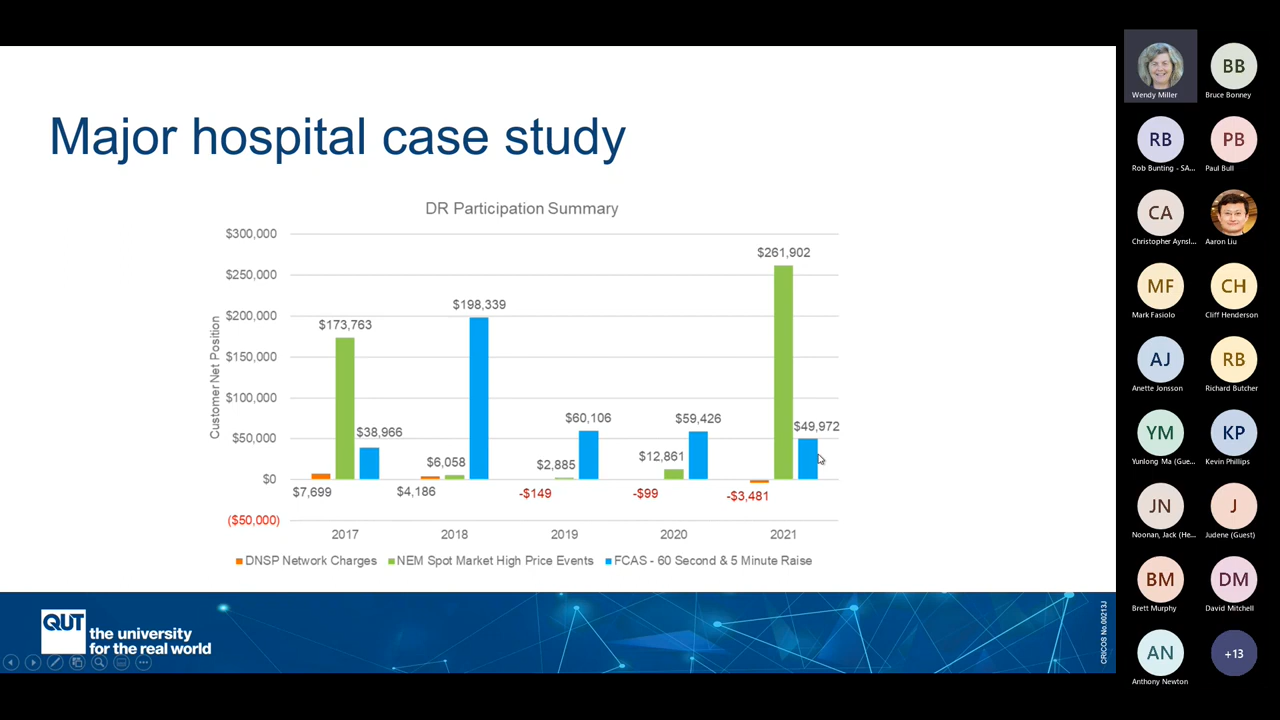 Major hospital case study
DR Participation Summary
Customer Net Position
$300,000
$250,000
$200,000
$150,000
$100,000
$50,000
$0
($50,000)
$173,763
$38,966
$7,699
$198,339
$6,058
$4,186
$60,106
$2,885
-$149
$59,426
$12,861
-$99
$261,902
$49,972
-$3,481
2017 2018 2019 2020 2021
DNSP Network Charges NEM Spot Market High Price Events FCAS - 60 Second & 5 Minute Raise
QUT
the university
for the real world
CRICOS No.00213J
Wendy Miller
BB
Bruce Bonney
RB
Rob Bunting - SA...
PB
Paul Bull
CA
Christopher Aynsl...
Aaron Liu
MF
Mark Fasiolo
CH
Cliff Henderson
AJ
Anette Jonsson
RB
Richard Butcher
YM
Yunlong Ma (Gue...
KP
Kevin Phillips
JN
Noonan, Jack (He...
J
Judene (Guest)
BM
Brett Murphy
DM
David Mitchell
AN
Anthony Newton
+13